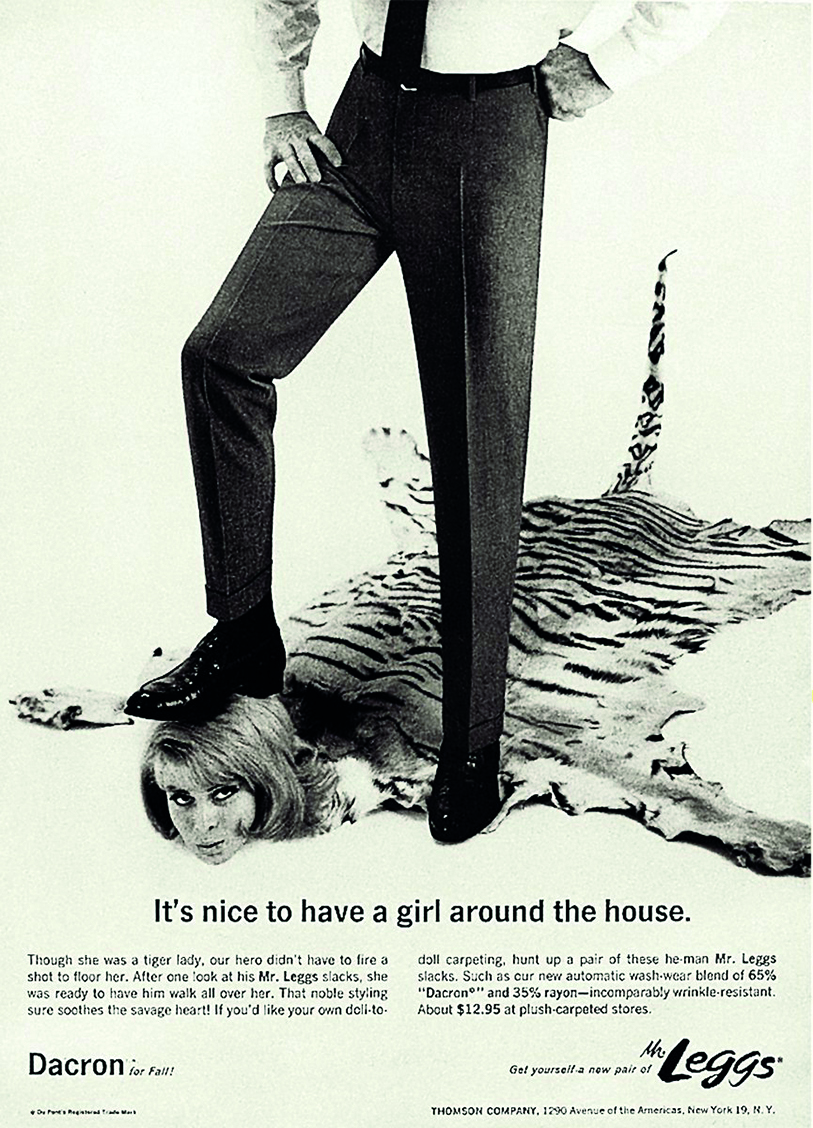 It's nice to have a girl around the house.
Though she was a tiger lady, our hero didn't have to fire a
shot to floor her. After one look at his Mr. Leggs slacks, she
was ready to have him walk all over her. That noble styling
sure soothes the savage heart! If you'd like your own doll-to-
doll carpeting, hunt up a pair of these he-man Mr. Leggs
slacks. Such as our new automatic wash-wear blend of 65%
"Dacron®" and 35% rayon—incomparably wrinkle-resistant.
About $12.95 at plush-carpeted stores.
Dacron for Fall!
Get yourself a new pair of Mr. Leggs®
® Du Pont's Registered Trade Mark
THOMSON COMPANY, 1290 Avenue of the Americas, New York 19, N.Y.